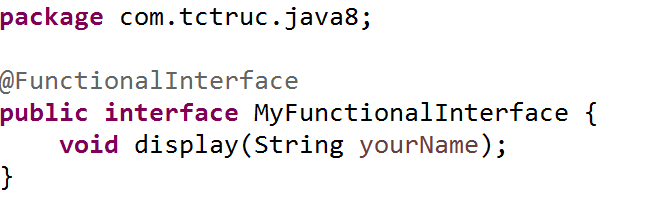 package com.tctruc.java8;
@FunctionalInterface
public interface MyFunctionalInterface {
    void display(String yourName);
}